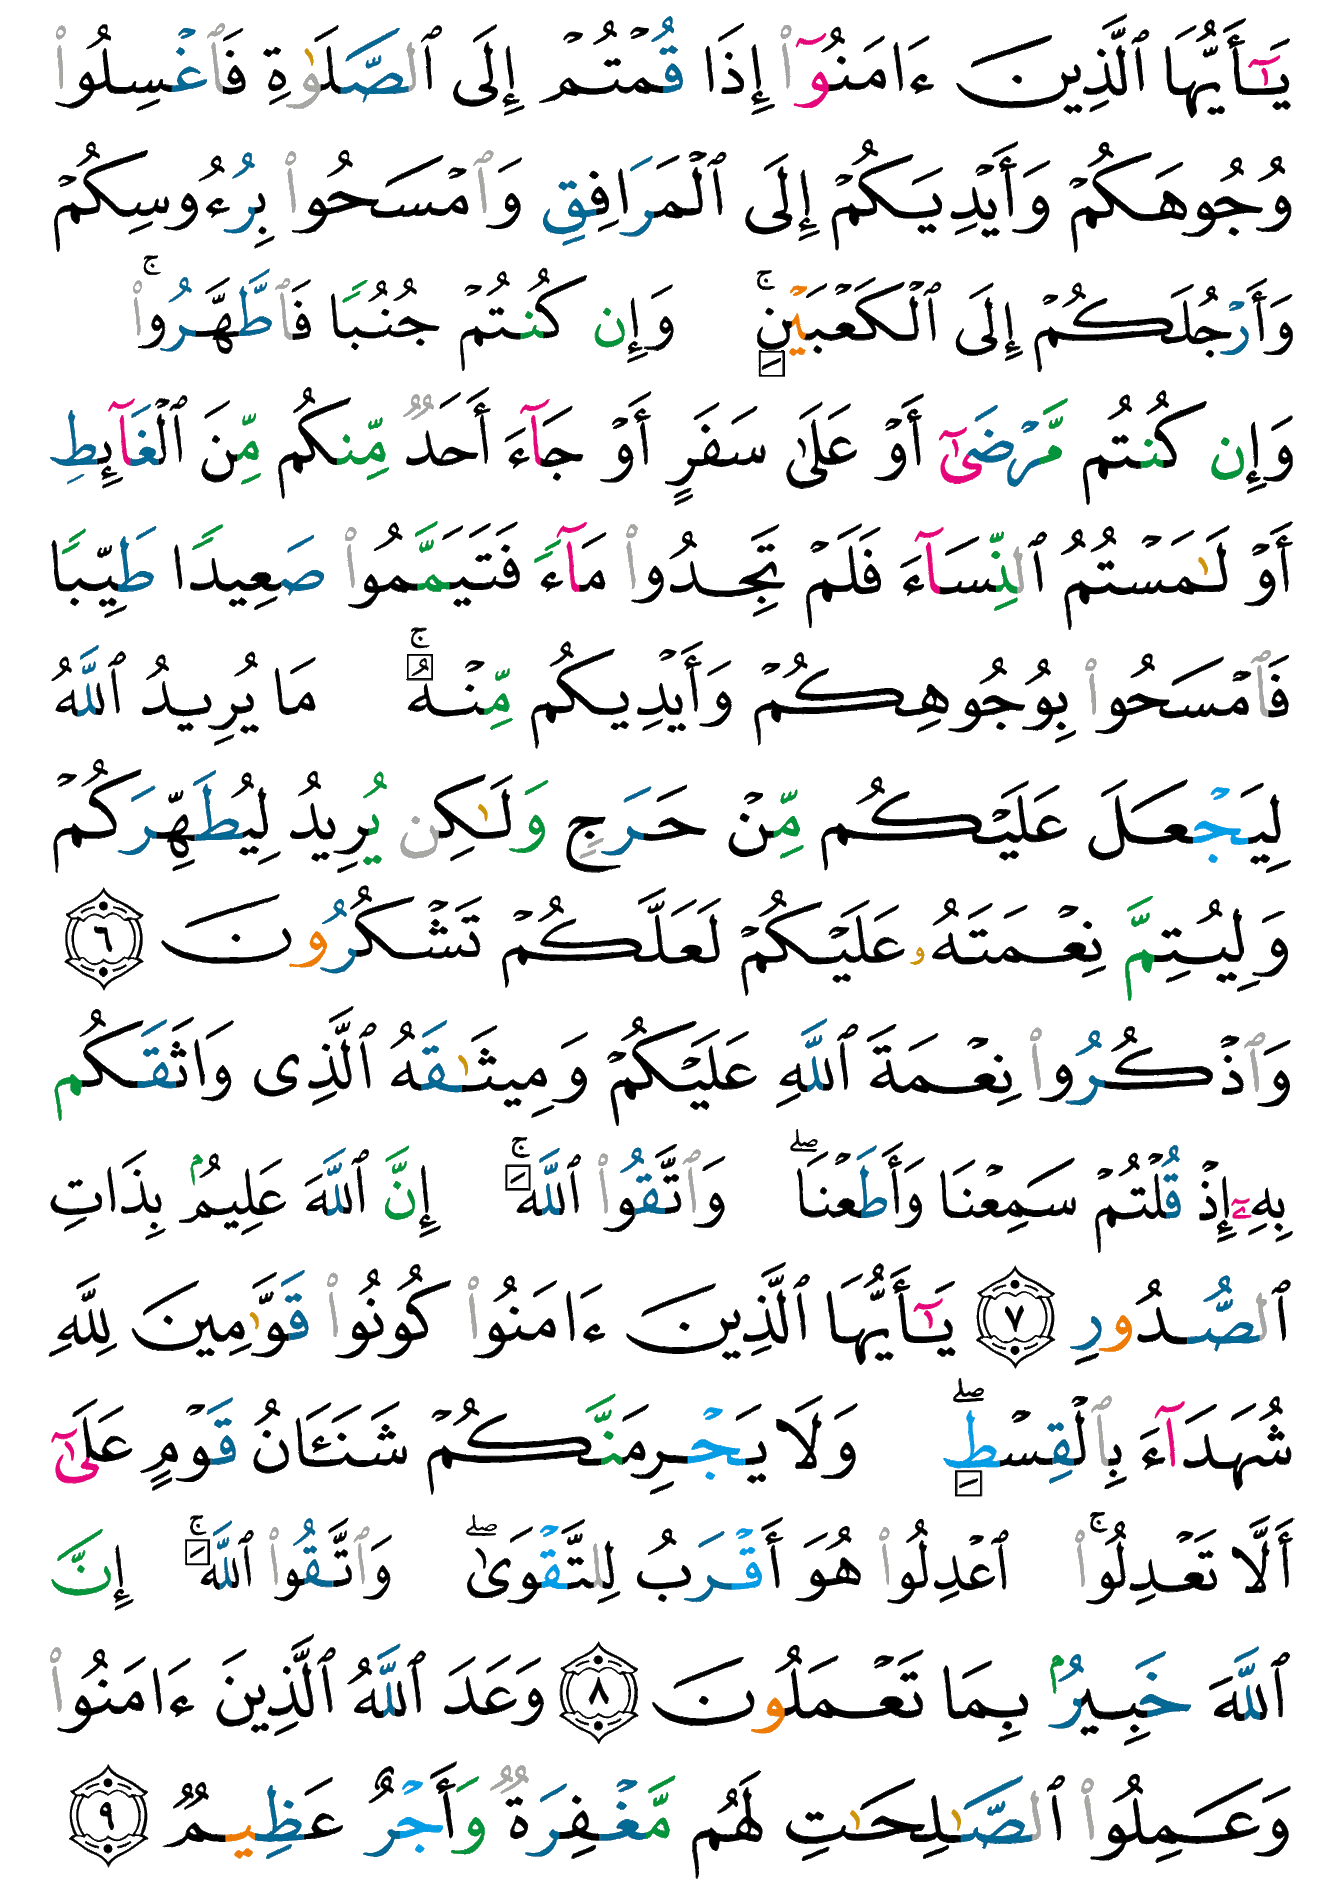 يَـٰٓأَيُّهَا ٱلَّذِينَ ءَامَنُوٓا۟ إِذَا قُمْتُمْ إِلَى ٱلصَّلَوٰةِ فَٱغْسِلُوا۟
وُجُوهَكُمْ وَأَيْدِيَكُمْ إِلَى ٱلْمَرَافِقِ وَٱمْسَحُوا۟ بِرُءُوسِكُمْ
وَأَرْجُلَكُمْ إِلَى ٱلْكَعْبَيْنِ ۚ وَإِن كُنتُمْ جُنُبًا فَٱطَّهَّرُوا۟ ۚ
وَإِن كُنتُم مَّرْضَىٰٓ أَوْ عَلَىٰ سَفَرٍ أَوْ جَآءَ أَحَدٌ مِّنكُم مِّنَ ٱلْغَآئِطِ
أَوْ لَـٰمَسْتُمُ ٱلنِّسَآءَ فَلَمْ تَجِدُوا۟ مَآءً فَتَيَمَّمُوا۟ صَعِيدًا طَيِّبًا
فَٱمْسَحُوا۟ بِوُجُوهِكُمْ وَأَيْدِيكُم مِّنْهُ ۚ مَا يُرِيدُ ٱللَّهُ
لِيَجْعَلَ عَلَيْكُم مِّنْ حَرَجٍ وَلَـٰكِن يُرِيدُ لِيُطَهِّرَكُمْ
وَلِيُتِمَّ نِعْمَتَهُۥ عَلَيْكُمْ لَعَلَّكُمْ تَشْكُرُونَ ٦
وَٱذْكُرُوا۟ نِعْمَةَ ٱللَّهِ عَلَيْكُمْ وَمِيثَـٰقَهُ ٱلَّذِى وَاثَقَكُم
بِهِۦٓ إِذْ قُلْتُمْ سَمِعْنَا وَأَطَعْنَا ۖ وَٱتَّقُوا۟ ٱللَّهَ ۚ إِنَّ ٱللَّهَ عَلِيمٌۢ بِذَاتِ
ٱلصُّدُورِ ٧ يَـٰٓأَيُّهَا ٱلَّذِينَ ءَامَنُوا۟ كُونُوا۟ قَوَّٰمِينَ لِلَّهِ
شُهَدَآءَ بِٱلْقِسْطِ ۖ وَلَا يَجْرِمَنَّكُمْ شَنَـَٔانُ قَوْمٍ عَلَىٰٓ
أَلَّا تَعْدِلُوا۟ ۚ ٱعْدِلُوا۟ هُوَ أَقْرَبُ لِلتَّقْوَىٰ ۖ وَٱتَّقُوا۟ ٱللَّهَ ۚ إِنَّ
ٱللَّهَ خَبِيرٌۢ بِمَا تَعْمَلُونَ ٨ وَعَدَ ٱللَّهُ ٱلَّذِينَ ءَامَنُوا۟
وَعَمِلُوا۟ ٱلصَّـٰلِحَـٰتِ لَهُم مَّغْفِرَةٌ وَأَجْرٌ عَظِيمٌ ٩